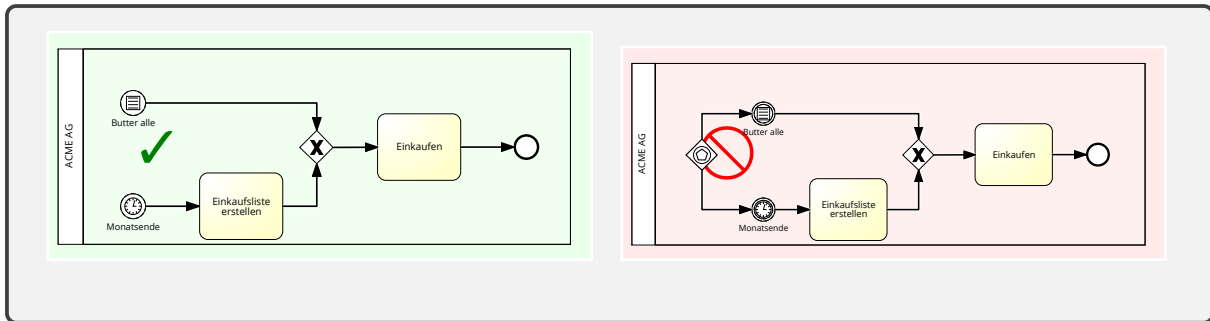 ACME AG
Butter alle
Einkaufen
Einkaufsliste
erstellen
Monatsende
ACME AG
Butter alle
Einkaufen
Einkaufsliste
erstellen
Monatsende